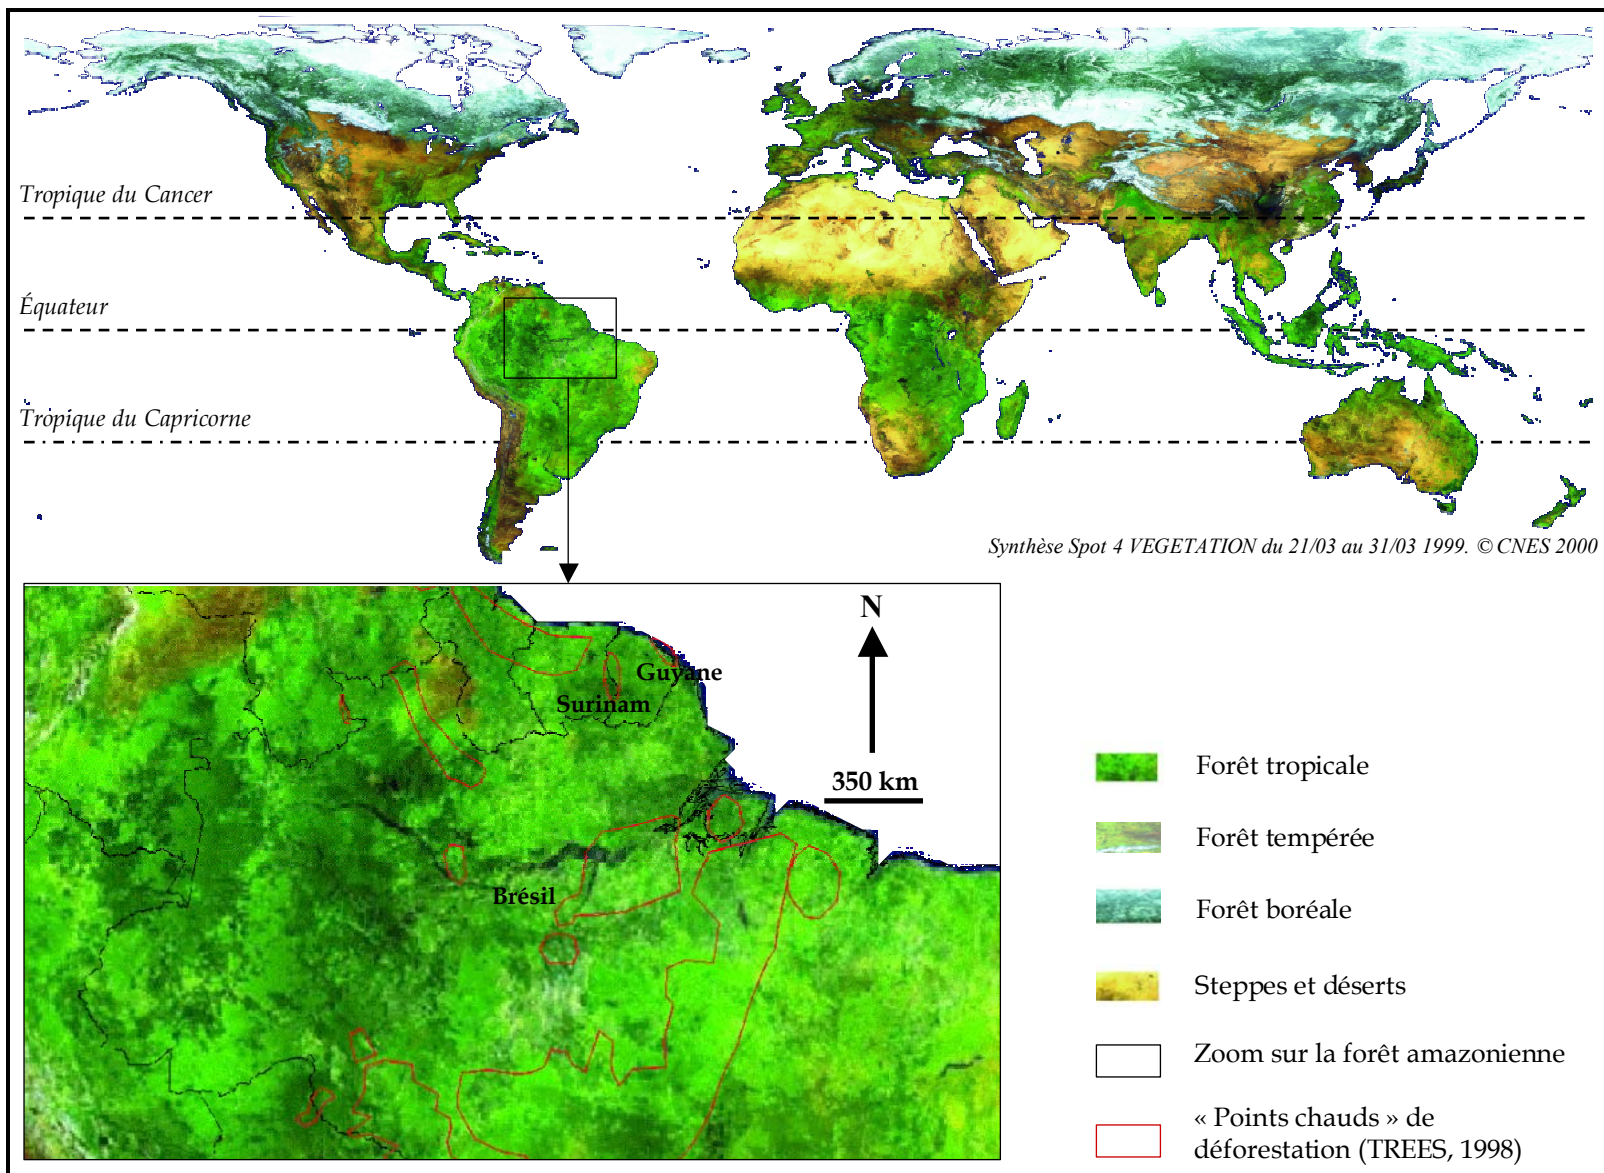 Tropique du Cancer
Équateur
Tropique du Capricorne
Synthèse Spot 4 VEGETATION du 21/03 au 31/03 1999. © CNES 2000
N
Guyane
Surinam
350 km
Brésil
Forêt tropicale
Forêt tempérée
Forêt boréale
Steppes et déserts
Zoom sur la forêt amazonienne
« Points chauds » de
déforestation (TREES, 1998)